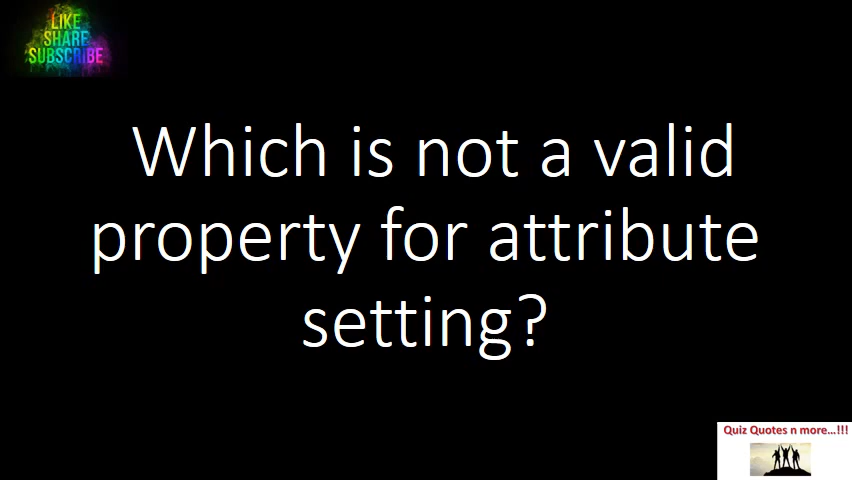 LIKE
SHARE
SUBSCRIBE
Which is not a valid
property for attribute
setting?
Quiz Quotes n more...!!!